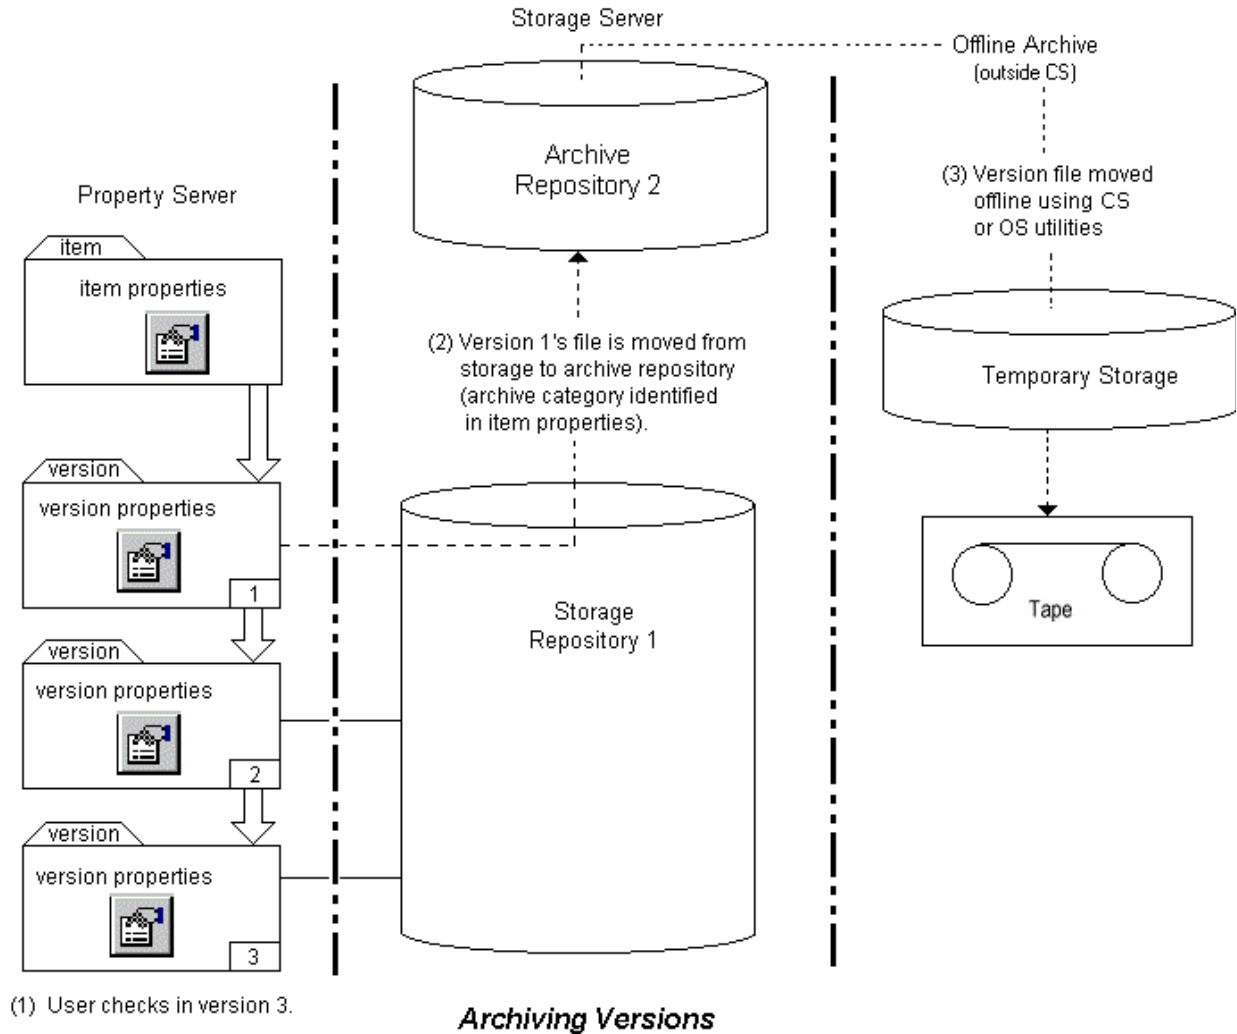 Storage Server
Offline Archive
(outside CS)
Archive
Repository 2
(3) Version file moved
offline using CS
or OS utilities
Property Server
item
item properties
(2) Version 1's file is moved from
storage to archive repository
(archive category identified
in item properties).
Temporary Storage
version
version properties
1
Storage
Repository 1
Tape
version
version properties
2
version
version properties
3
(1) User checks in version 3.
Archiving Versions